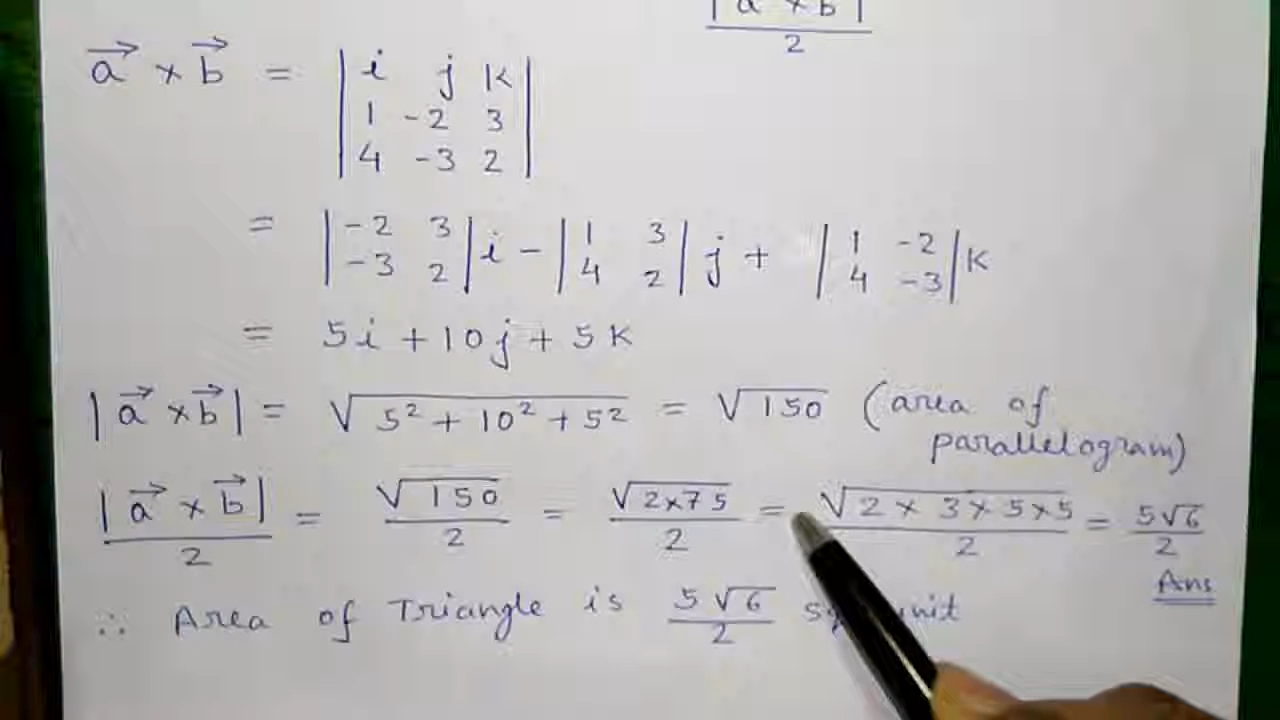 |a × b|
2
→a × →b = | i j k |
| 1 -2 3 |
| 4 -3 2 |
= | -2 3 | i - | 1 3 | j + | 1 -2 | k
| -3 2 | | 4 2 | | 4 -3 |
= 5i + 10j + 5k
|→a × →b| = √5² + 10² + 5² = √150 (area of
parallelogram)
|→a × →b| / 2 = √150 / 2 = √2×75 / 2 = √2 × 3 × 5 × 5 / 2 = 5√6 / 2
Ans
∴ Area of Triangle is 5√6 / 2 unit